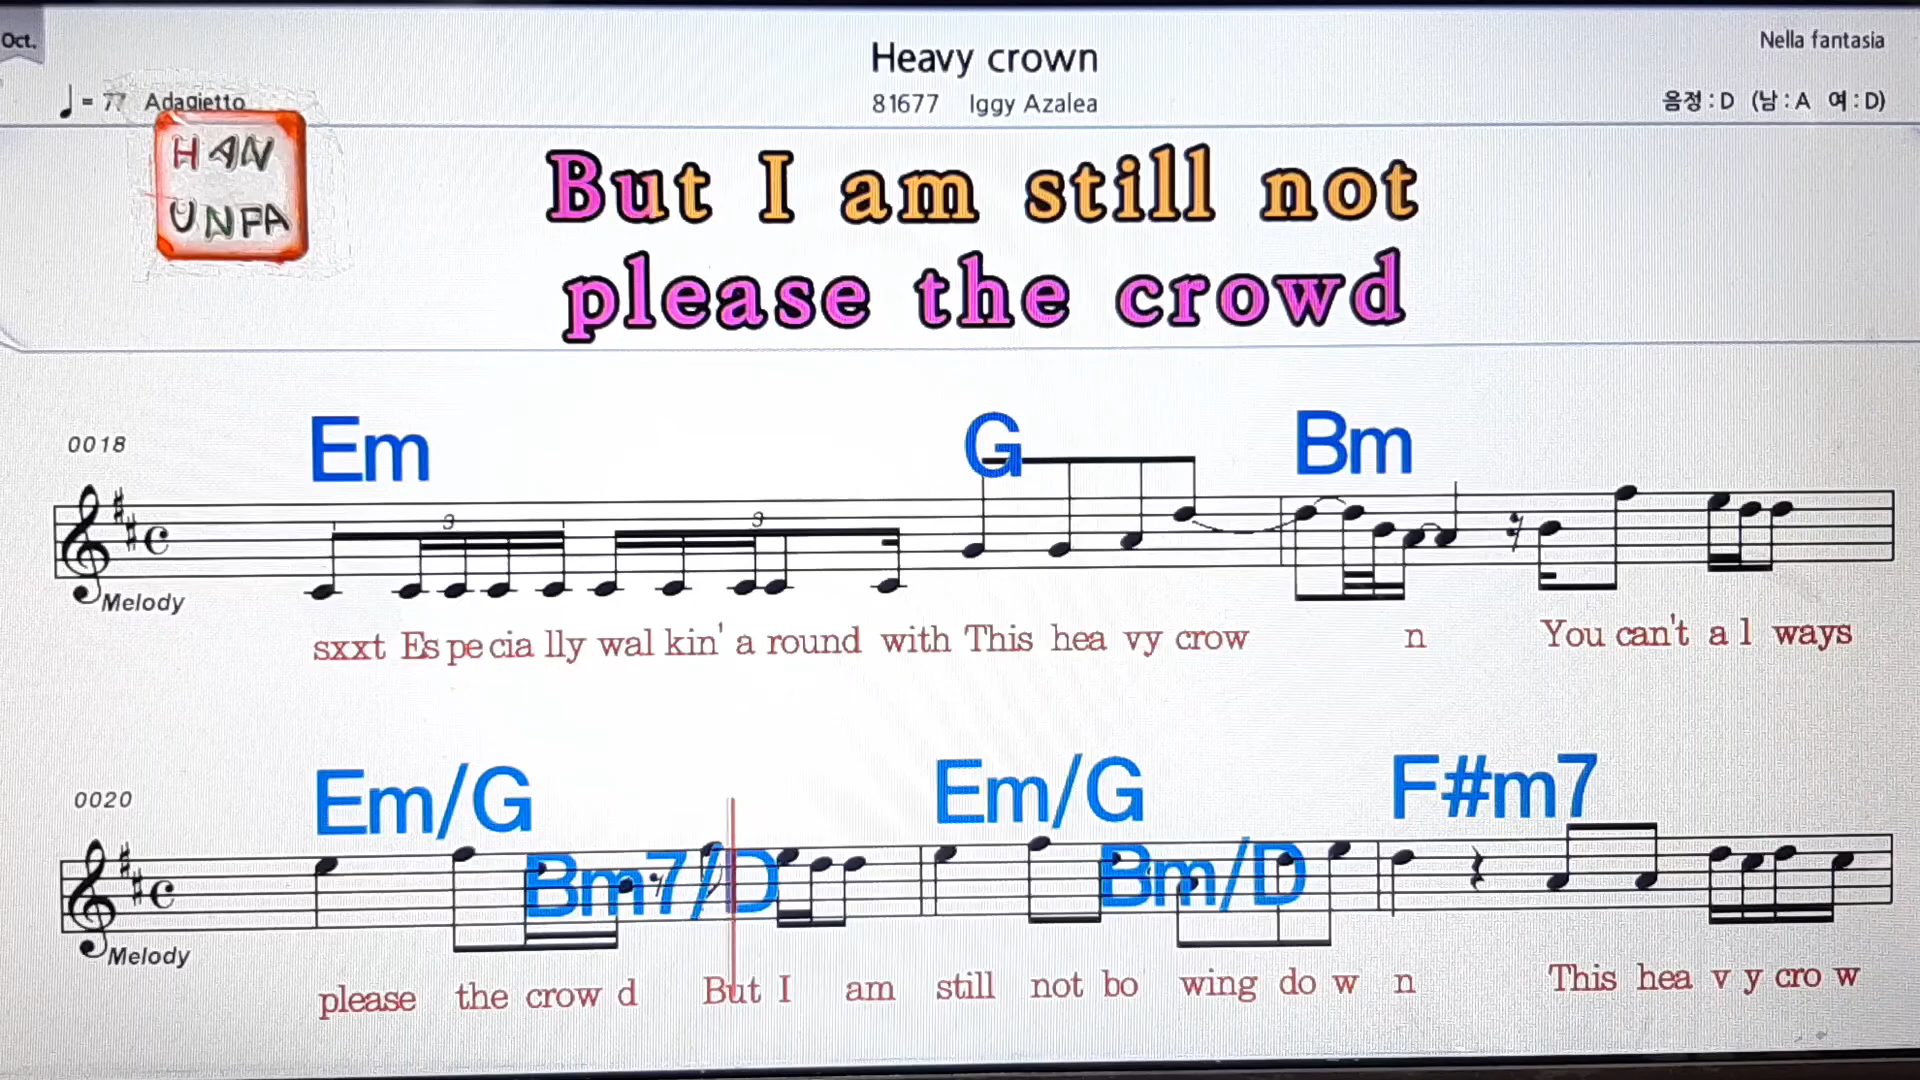 Oct.
Heavy crown
Nella fantasia
= 77 Adagietto
81677 Iggy Azalea
음정 : D (남 : A 여 : D)
HAN
UNFA
But I am still not
please the crowd
0018
Em G Bm
3 3
Melody
sxxt Es pe cia lly wal kin' a round with This hea vy crow n You can't a l ways
0020
Em/G Em/G F#m7
Bm7/D Bm/D
Melody
please the crow d But I am still not bo wing do w n This hea v y cro w